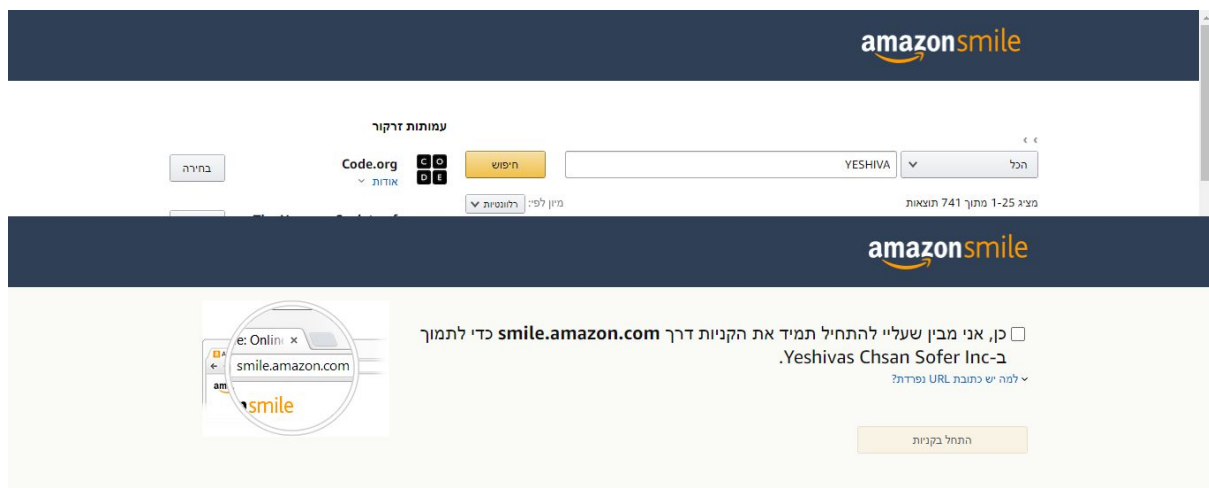 amazonsmile
עמותות זרקור
‹ ›
הכל
YESHIVA
חיפוש
CODE
Code.org
אודות
בחירה
מציג 1-25 מתוך 741 תוצאות
מיון לפי: רלוונטיות
amazonsmile
כן, אני מבין שעליי להתחיל תמיד את הקניות דרך smile.amazon.com כדי לתמוך
ב-Yeshivas Chsan Sofer Inc.
למה יש כתובת URL נפרדת?
התחל בקניות
e: Onlin ×
smile.amazon.com
am
smile